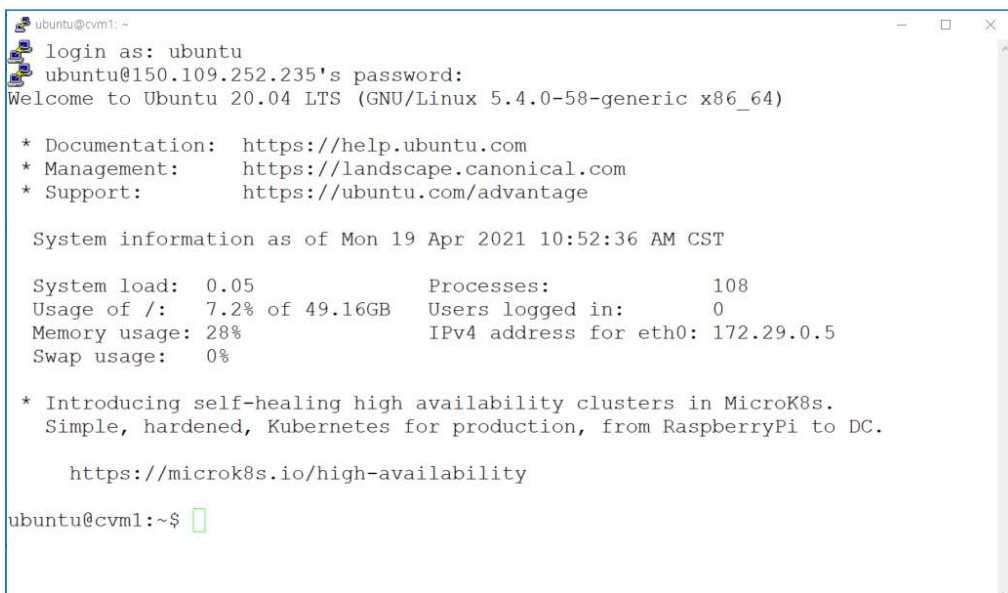 ubuntu@cvm1: ~
login as: ubuntu
ubuntu@150.109.252.235's password:
Welcome to Ubuntu 20.04 LTS (GNU/Linux 5.4.0-58-generic x86_64)
* Documentation:  https://help.ubuntu.com
* Management:     https://landscape.canonical.com
* Support:        https://ubuntu.com/advantage
System information as of Mon 19 Apr 2021 10:52:36 AM CST
System load:  0.05              Processes:             108
Usage of /:   7.2% of 49.16GB   Users logged in:       0
Memory usage: 28%               IPv4 address for eth0: 172.29.0.5
Swap usage:   0%
* Introducing self-healing high availability clusters in MicroK8s.
Simple, hardened, Kubernetes for production, from RaspberryPi to DC.
https://microk8s.io/high-availability
ubuntu@cvm1:~$